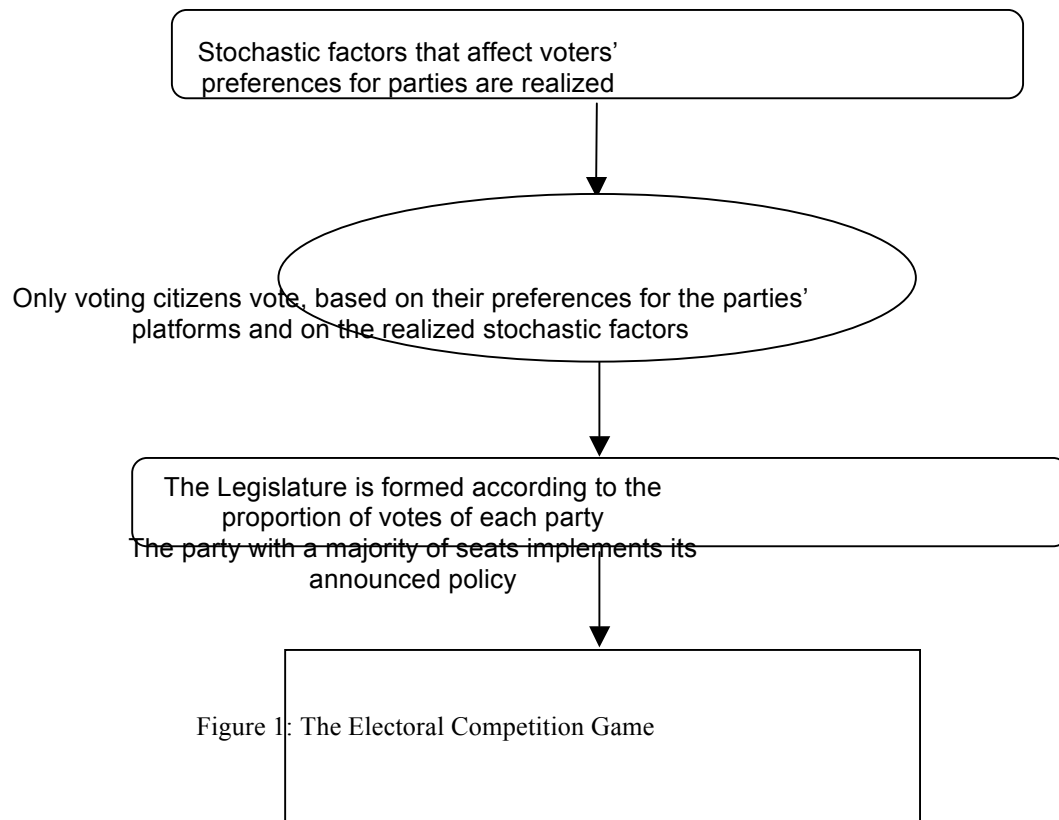 Stochastic factors that affect voters’
preferences for parties are realized
Only voting citizens vote, based on their preferences for the parties’
platforms and on the realized stochastic factors
The Legislature is formed according to the
proportion of votes of each party
The party with a majority of seats implements its
announced policy
Figure 1: The Electoral Competition Game